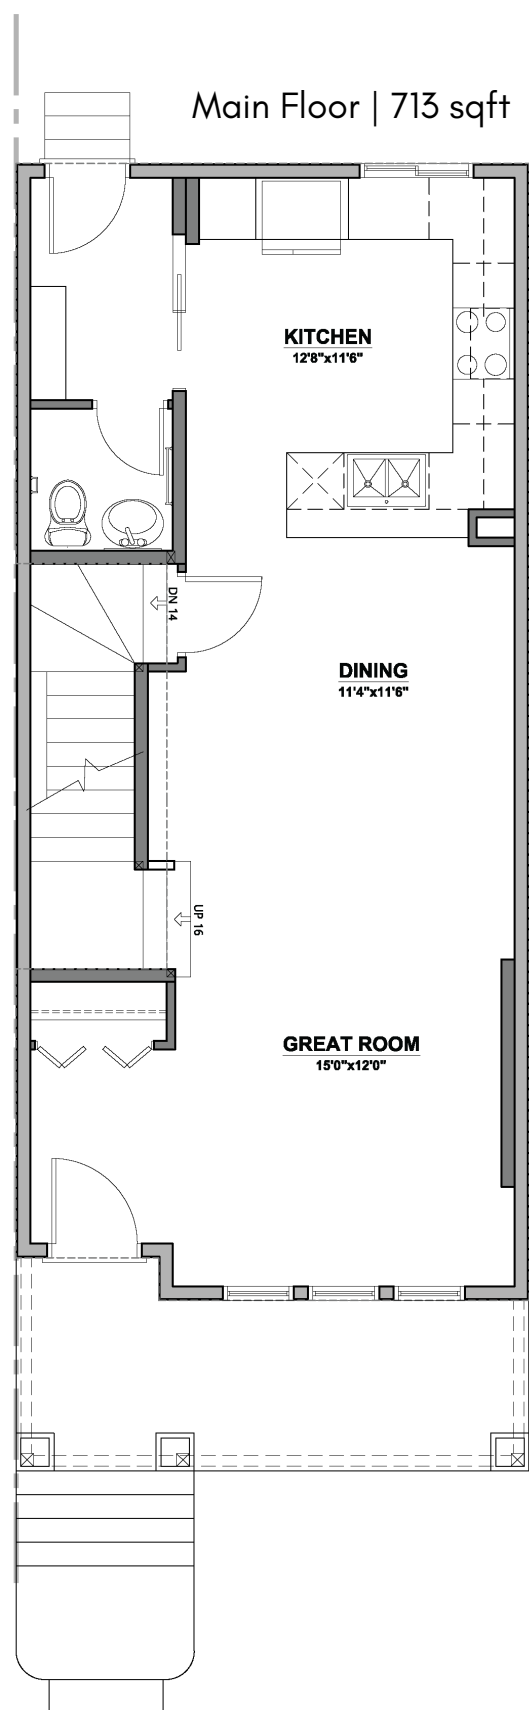 Main Floor | 713 sqft
KITCHEN
12'8"x11'6"
DN 14
DINING
11'4"x11'6"
UP 16
GREAT ROOM
15'0"x12'0"